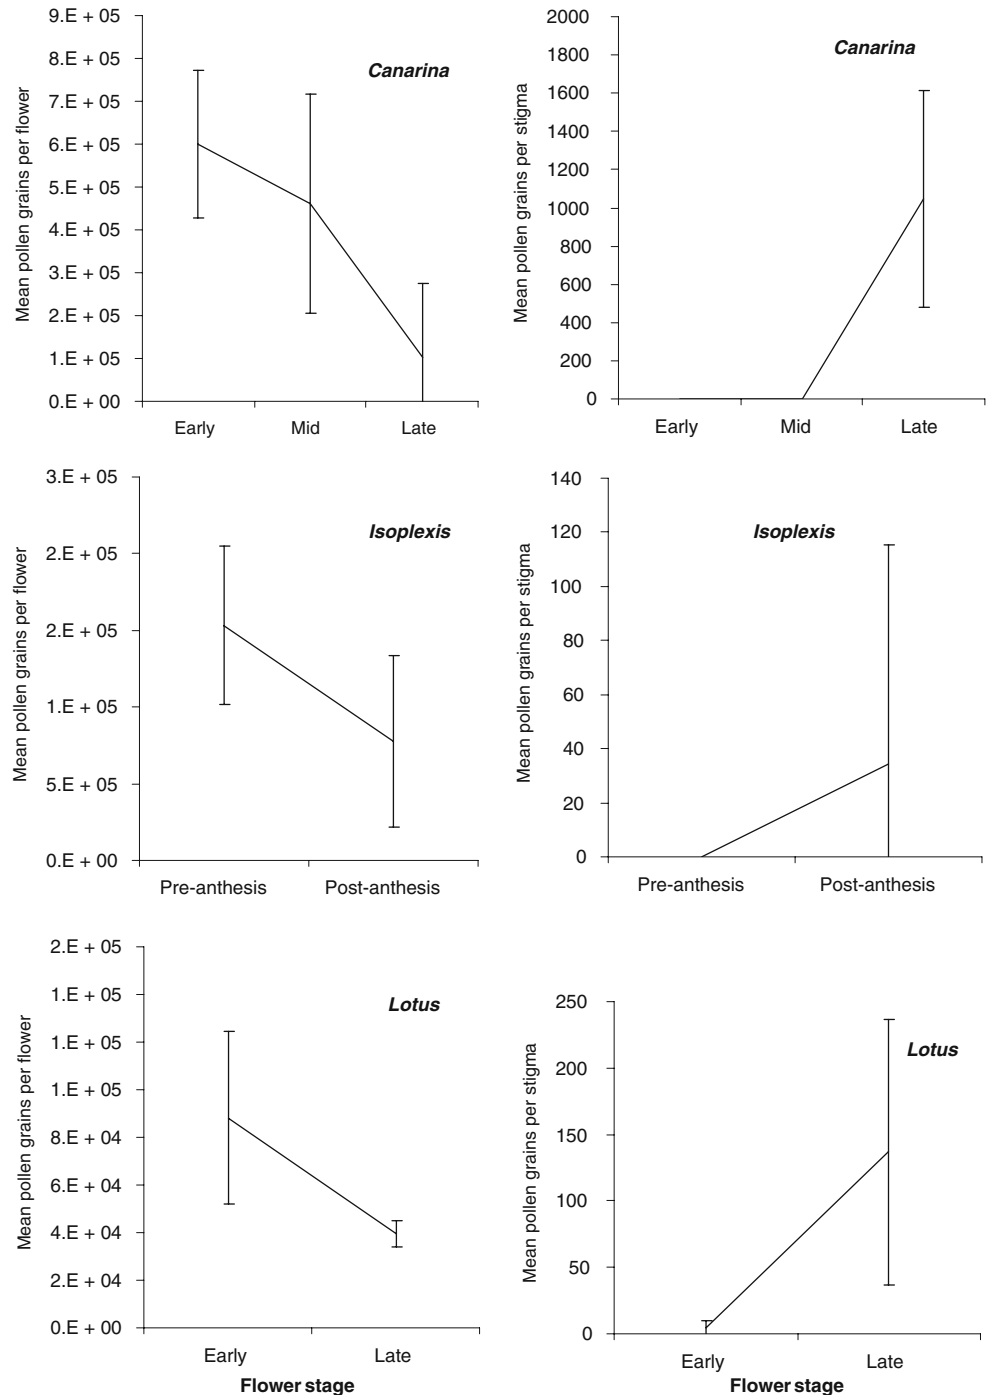 Mean pollen grains per flower
9.E + 05
8.E + 05
7.E + 05
6.E + 05
5.E + 05
4.E + 05
3.E + 05
2.E + 05
1.E + 05
0.E + 00
Canarina
Early Mid Late
Mean pollen grains per stigma
2000
1800
1600
1400
1200
1000
800
600
400
200
0
Canarina
Early Mid Late
Mean pollen grains per flower
3.E + 05
2.E + 05
2.E + 05
1.E + 05
5.E + 05
0.E + 00
Isoplexis
Pre-anthesis Post-anthesis
Mean pollen grains per stigma
140
120
100
80
60
40
20
0
Isoplexis
Pre-anthesis Post-anthesis
Mean pollen grains per flower
2.E + 05
1.E + 05
1.E + 05
1.E + 05
8.E + 04
6.E + 04
4.E + 04
2.E + 04
0.E + 00
Lotus
Early Late
Flower stage
Mean pollen grains per stigma
250
200
150
100
50
0
Lotus
Early Late
Flower stage